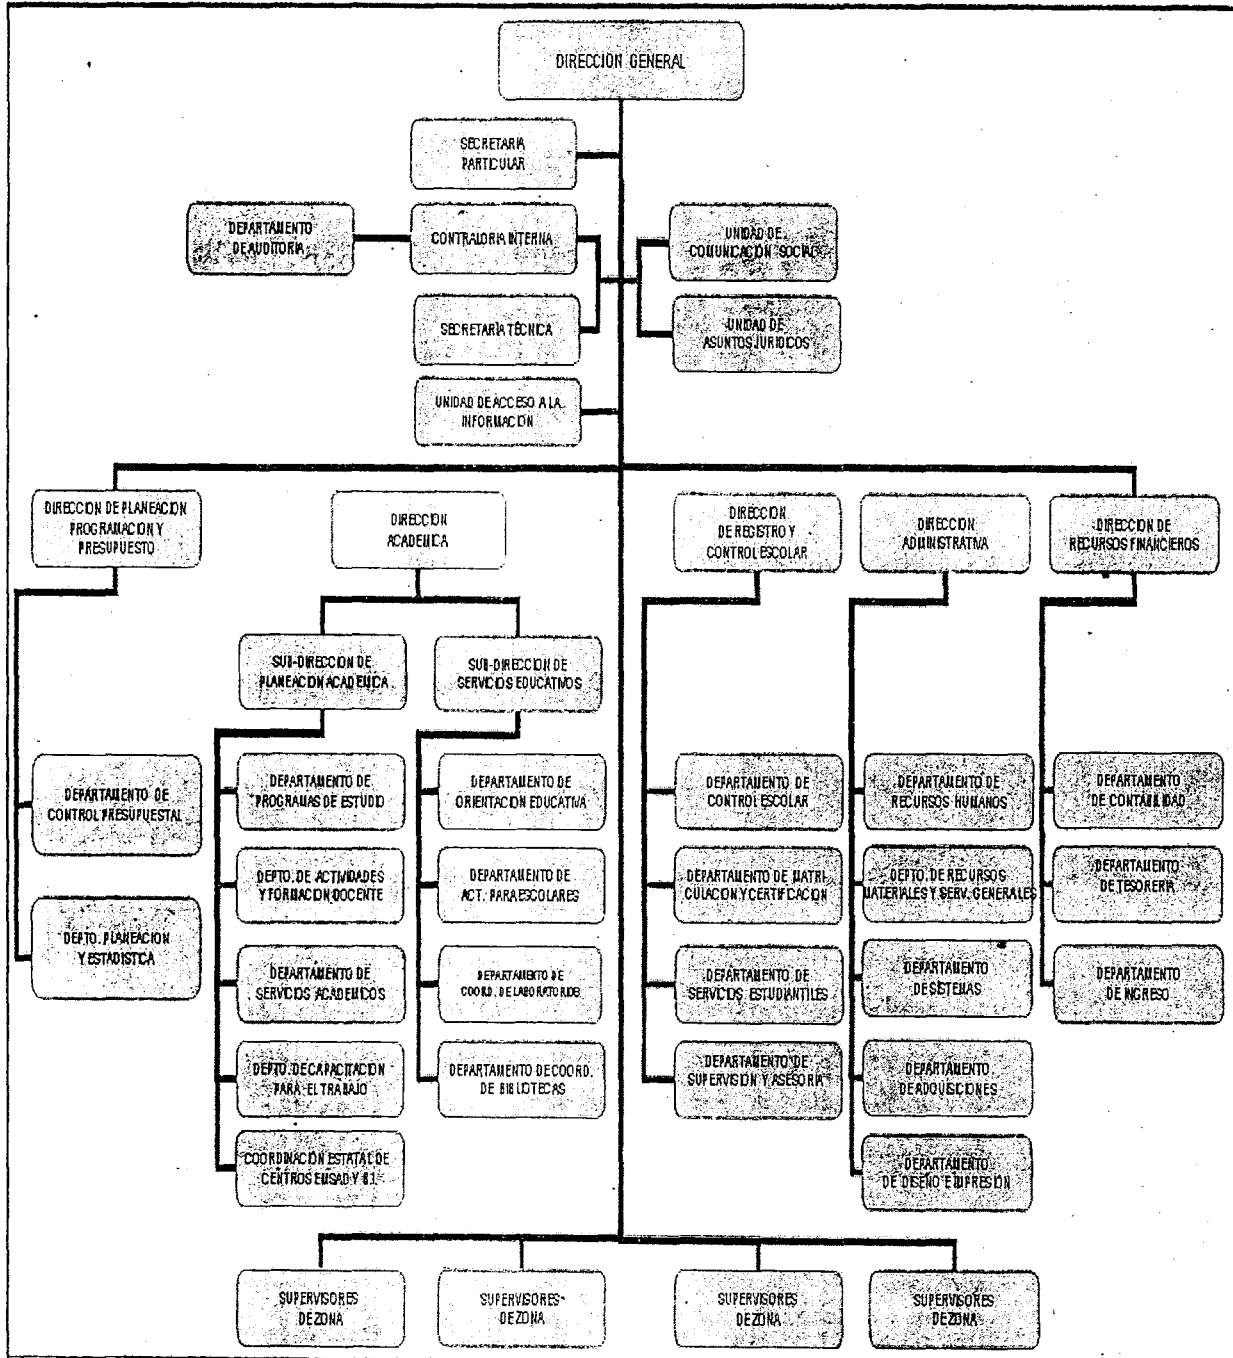 DIRECCION GENERAL
SECRETARIA
PARTICULAR
DEPARTAMENTO
DE AUDITORIA
CONTRALORIA INTERNA
UNIDAD DE
COMUNICACIÓN SOCIAL
SECRETARÍA TÉCNICA
UNIDAD DE
ASUNTOS JURIDICOS
UNIDAD DE ACCESO A LA
INFORMACION
DIRECCION DE PLANEACION
PROGRAMACION Y
PRESUPUESTO
DIRECCION
ACADEMICA
DIRECCION
DE REGISTRO Y
CONTROL ESCOLAR
DIRECCION
ADMINISTRATIVA
DIRECCION DE
RECURSOS FINANCIEROS
SUB-DIRECCION DE
PLANEACION ACADEMICA
SUB-DIRECCION DE
SERVICIOS EDUCATIVOS
DEPARTAMENTO DE
CONTROL PRESUPUESTAL
DEPARTAMENTO DE
PROGRAMAS DE ESTUDIO
DEPARTAMENTO DE
ORIENTACION EDUCATIVA
DEPARTAMENTO DE
CONTROL ESCOLAR
DEPARTAMENTO DE
RECURSOS HUMANOS
DEPARTAMENTO
DE CONTABILIDAD
DEPTO. DE ACTIVIDADES
Y FORMACION DOCENTE
DEPARTAMENTO DE
ACT. PARAESCOLARES
DEPARTAMENTO DE MATRI
CULACION Y CERTIFICACION
DEPTO. DE RECURSOS
MATERIALES Y SERV. GENERALES
DEPARTAMENTO
DE TESORERIA
DEPTO. PLANEACION
Y ESTADISTICA
DEPARTAMENTO DE
SERVICIOS ACADEMICOS
DEPARTAMENTO DE
COORD. DE LABORATORIOS
DEPARTAMENTO DE
SERVICIOS ESTUDIANTILES
DEPARTAMENTO
DE SISTEMAS
DEPARTAMENTO
DE INGRESO
DEPTO. DE CAPACITACION
PARA EL TRABAJO
DEPARTAMENTO DE COORD.
DE BIBLIOTECAS
DEPARTAMENTO DE
SUPERVISION Y ASESORIA
DEPARTAMENTO
DE ADQUISICIONES
COORDINACION ESTATAL DE
CENTROS EMSAD Y
DEPARTAMENTO
DE DISEÑO E IMPRESION
SUPERVISORES
DE ZONA
SUPERVISORES
DE ZONA
SUPERVISORES
DE ZONA
SUPERVISORES
DE ZONA